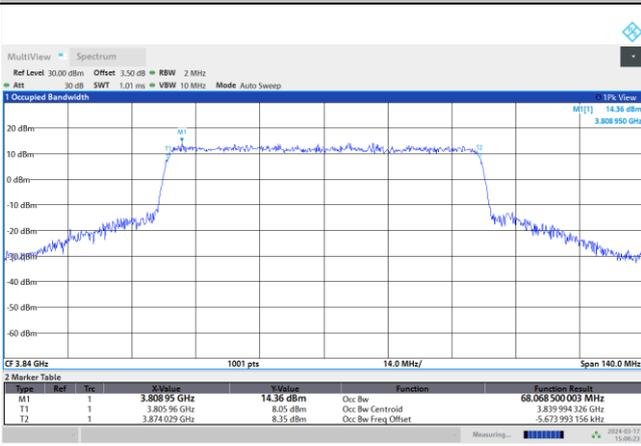 MultiView Spectrum
Ref Level 30.00 dBm Offset 3.50 dB RBW 2 MHz
Att 30 dB SWT 1.01 ms VBW 10 MHz Mode Auto Sweep
1 Occupied Bandwidth 1Pk View
M1[1] 14.36 dBm
3.808 950 GHz
M1
20 dBm
T1 T2
10 dBm
0 dBm
-10 dBm
-20 dBm
-30 dBm
-40 dBm
-50 dBm
-60 dBm
CF 3.84 GHz 1001 pts 14.0 MHz/ Span 140.0 MHz
2 Marker Table
Type Ref Trc X-Value Y-Value Function Function Result
M1 1 3.808 95 GHz 14.36 dBm Occ Bw 68.068 500 003 MHz
T1 1 3.805 96 GHz 8.05 dBm Occ Bw Centroid 3.839 994 326 GHz
T2 1 3.874 029 GHz 8.35 dBm Occ Bw Freq Offset -5.673 993 156 kHz
Measuring...
15:06:23